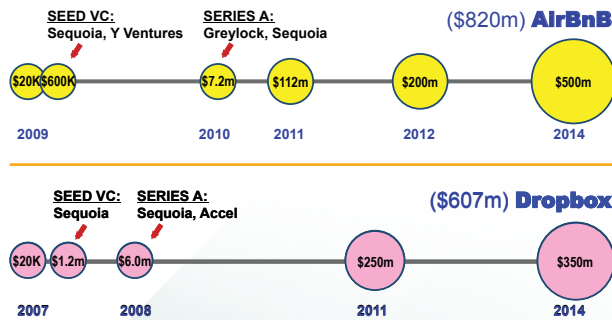 SEED VC:
Sequoia, Y Ventures
SERIES A:
Greylock, Sequoia
($820m) AirBnB
$20K $600K $7.2m $112m $200m $500m
2009 2010 2011 2012 2014
SEED VC:
Sequoia
SERIES A:
Sequoia, Accel
($607m) Dropbox
$20K $1.2m $6.0m $250m $350m
2007 2008 2011 2014